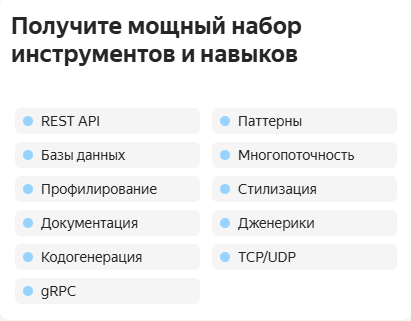 Получите мощный набор
инструментов и навыков
REST API
Паттерны
Базы данных
Многопоточность
Профилирование
Стилизация
Документация
Дженерики
Кодогенерация
TCP/UDP
gRPC